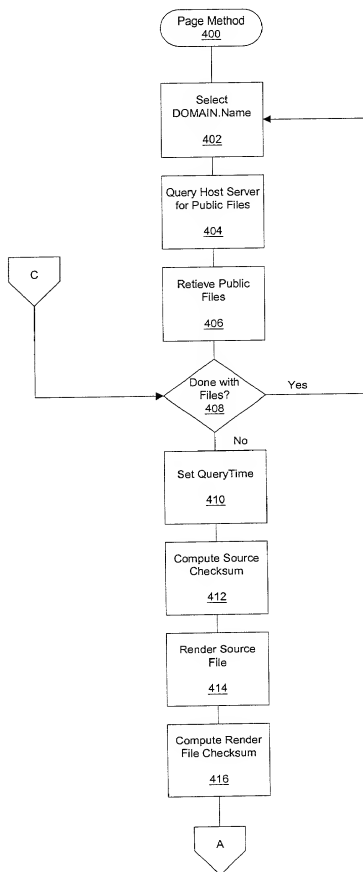 Page Method
400
Select
DOMAIN.Name
402
Query Host Server
for Public Files
404
C
Retieve Public
Files
406
Done with
Files?
408
Yes
No
Set QueryTime
410
Compute Source
Checksum
412
Render Source
File
414
Compute Render
File Checksum
416
A